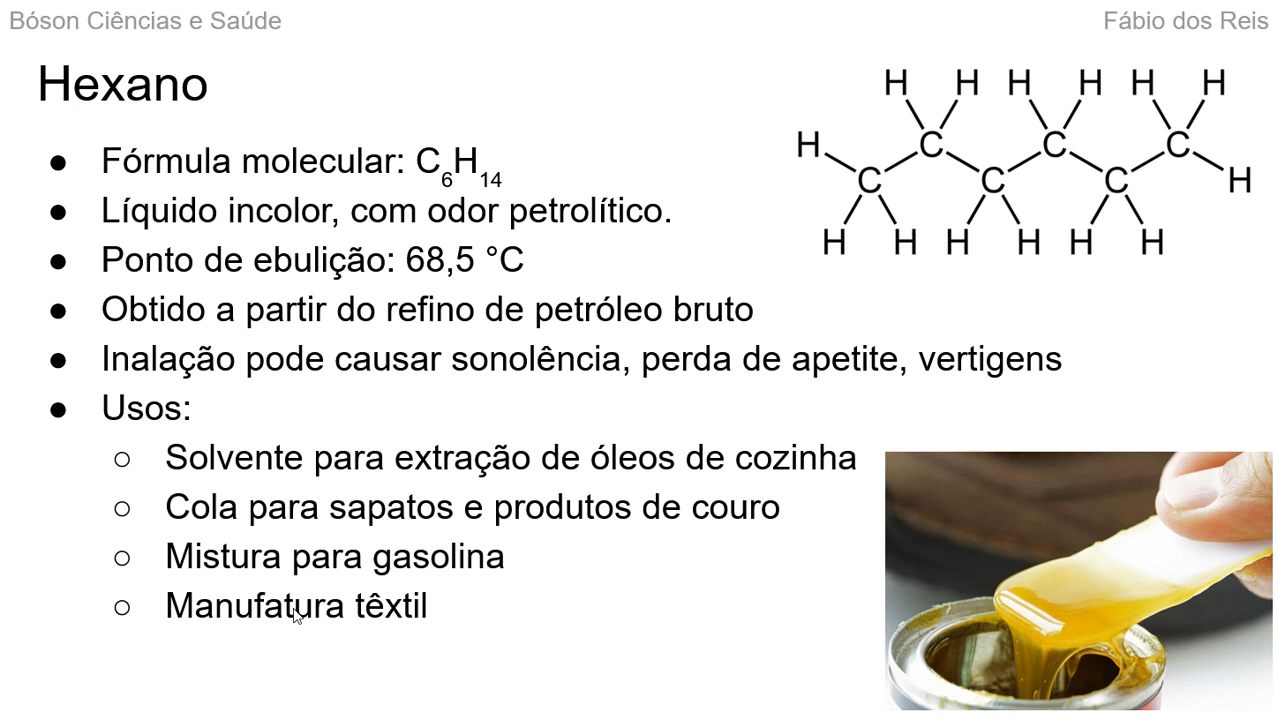 Bóson Ciências e Saúde
Fábio dos Reis
Hexano
● Fórmula molecular: C₆H₁₄
● Líquido incolor, com odor petrolítico.
● Ponto de ebulição: 68,5 °C
● Obtido a partir do refino de petróleo bruto
● Inalação pode causar sonolência, perda de apetite, vertigens
● Usos:
○ Solvente para extração de óleos de cozinha
○ Cola para sapatos e produtos de couro
○ Mistura para gasolina
○ Manufatura têxtil
H H H H H H
H C C C
C C C H
H H H H H H